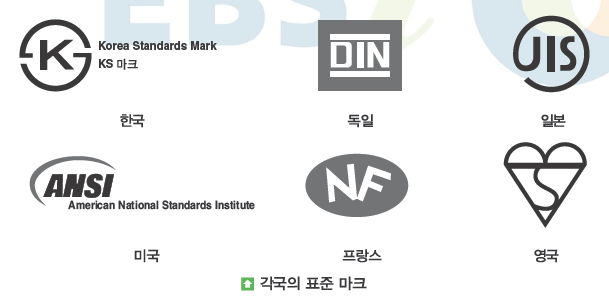 EBSi
K
Korea Standards Mark
KS 마크
DIN
JIS
한국
독일
일본
ANSI
American National Standards Institute
NF
S
미국
프랑스
영국
각국의 표준 마크